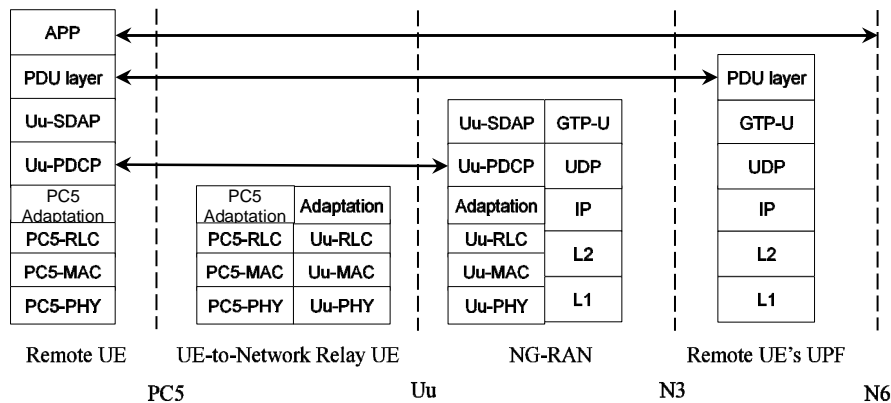 APP
PDU layer
Uu-SDAP
Uu-PDCP
PC5
Adaptation
PC5-RLC
PC5-MAC
PC5-PHY
PC5
Adaptation
PC5-RLC
PC5-MAC
PC5-PHY
Adaptation
Uu-RLC
Uu-MAC
Uu-PHY
Uu-SDAP
Uu-PDCP
Adaptation
Uu-RLC
Uu-MAC
Uu-PHY
GTP-U
UDP
IP
L2
L1
PDU layer
GTP-U
UDP
IP
L2
L1
Remote UE
UE-to-Network Relay UE
NG-RAN
Remote UE's UPF
PC5
Uu
N3
N6